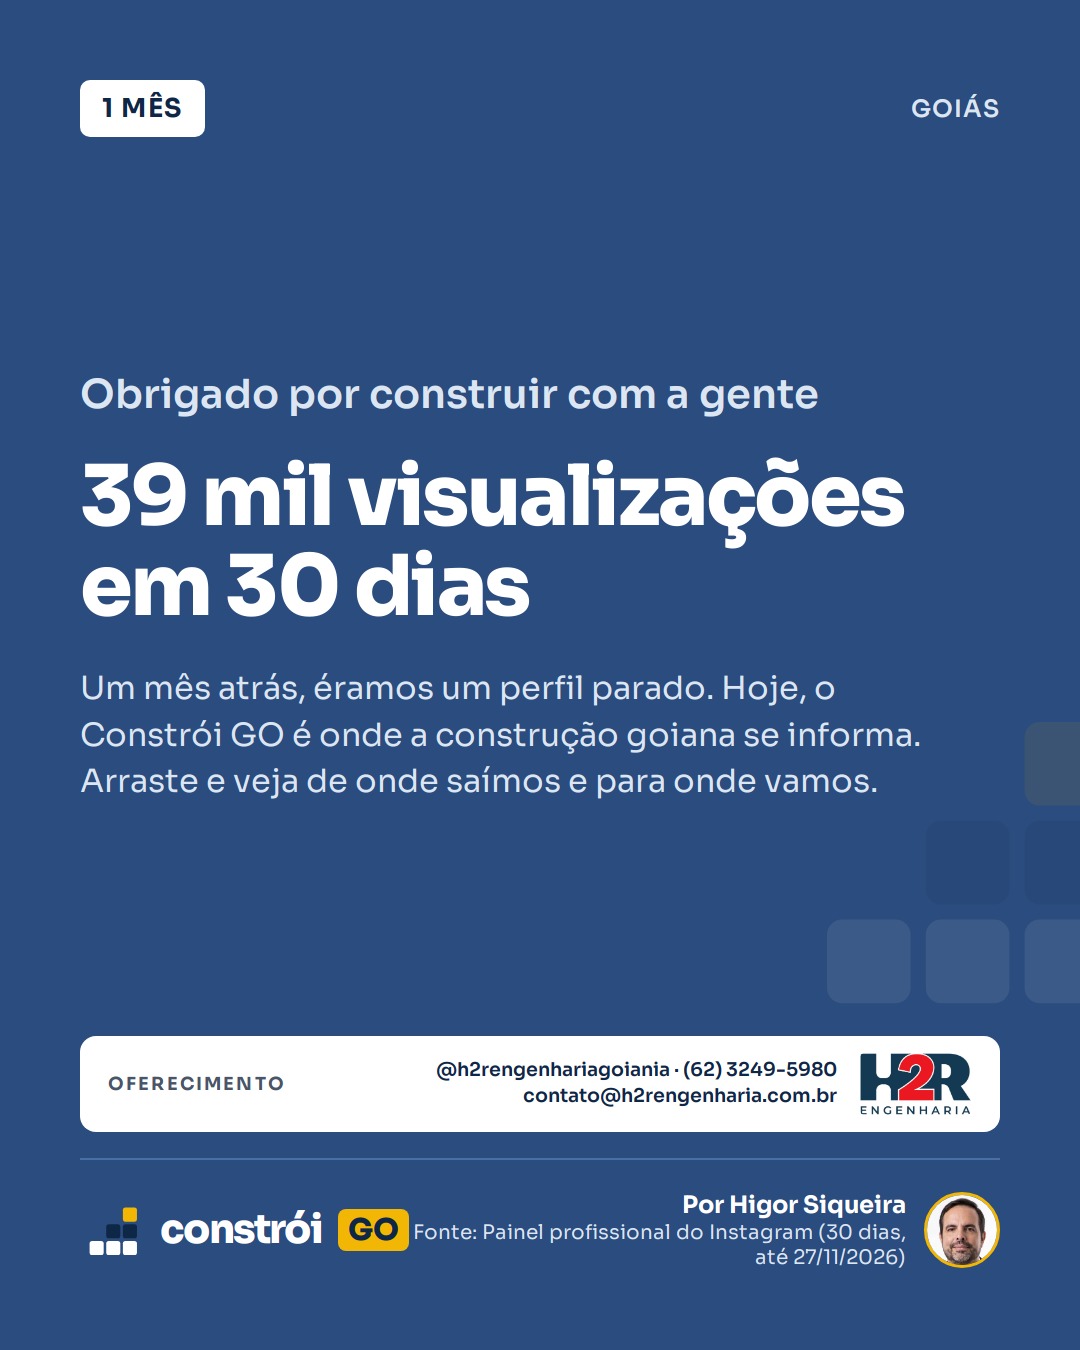 1 MÊS
GOIÁS
Obrigado por construir com a gente
39 mil visualizações
em 30 dias
Um mês atrás, éramos um perfil parado. Hoje, o
Constrói GO é onde a construção goiana se informa.
Arraste e veja de onde saímos e para onde vamos.
OFERECIMENTO
@h2rengenhariagoiania · (62) 3249-5980
contato@h2rengenharia.com.br
H2R
ENGENHARIA
constrói GO
Por Higor Siqueira
Fonte: Painel profissional do Instagram (30 dias,
até 27/11/2026)